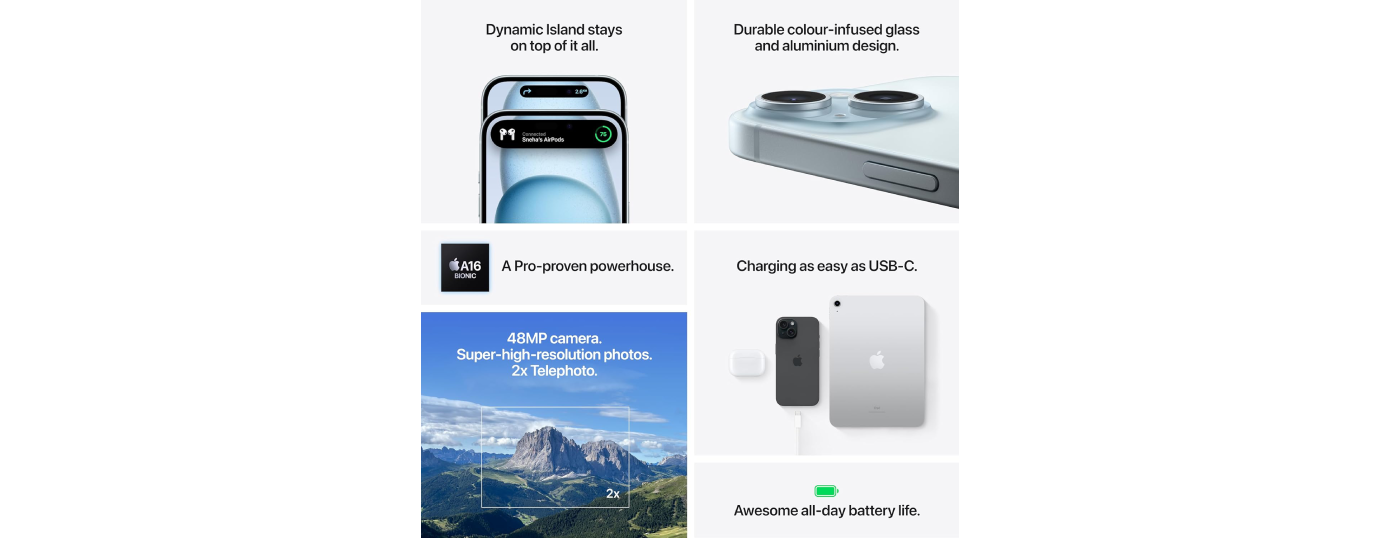 Dynamic Island stays
on top of it all.
Connected
Sneha's AirPods
75
Durable colour-infused glass
and aluminium design.
A16
BIONIC
A Pro-proven powerhouse.
48MP camera.
Super-high-resolution photos.
2x Telephoto.
2x
Charging as easy as USB-C.
Awesome all-day battery life.